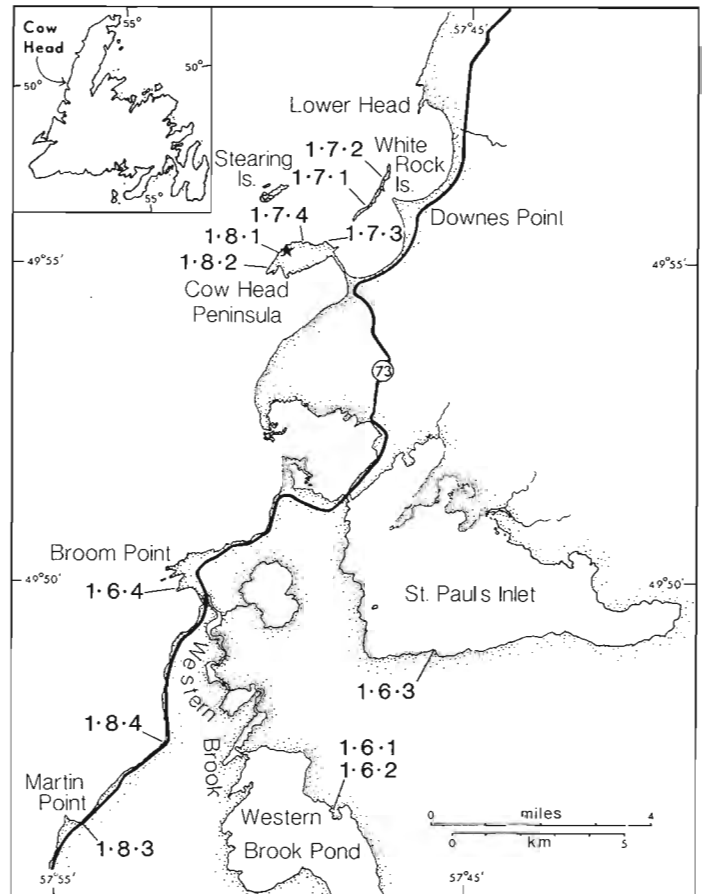 55°
Cow
Head
50°
50°
B.
55°
57°45'
Lower Head
1·7·2
White
Rock
Is.
Stearing
Is.
1·7·1
1·7·4
Downes Point
1·8·1
1·7·3
1·8·2
49°55'
49°55'
Cow Head
Peninsula
73
Broom Point
49°50'
1·6·4
49°50'
St. Paul's Inlet
1·6·3
Western
Brook
1·8·4
1·6·1
1·6·2
Martin
Point
Western
Brook Pond
0 miles 4
0 km 5
1·8·3
57°55'
57°45'